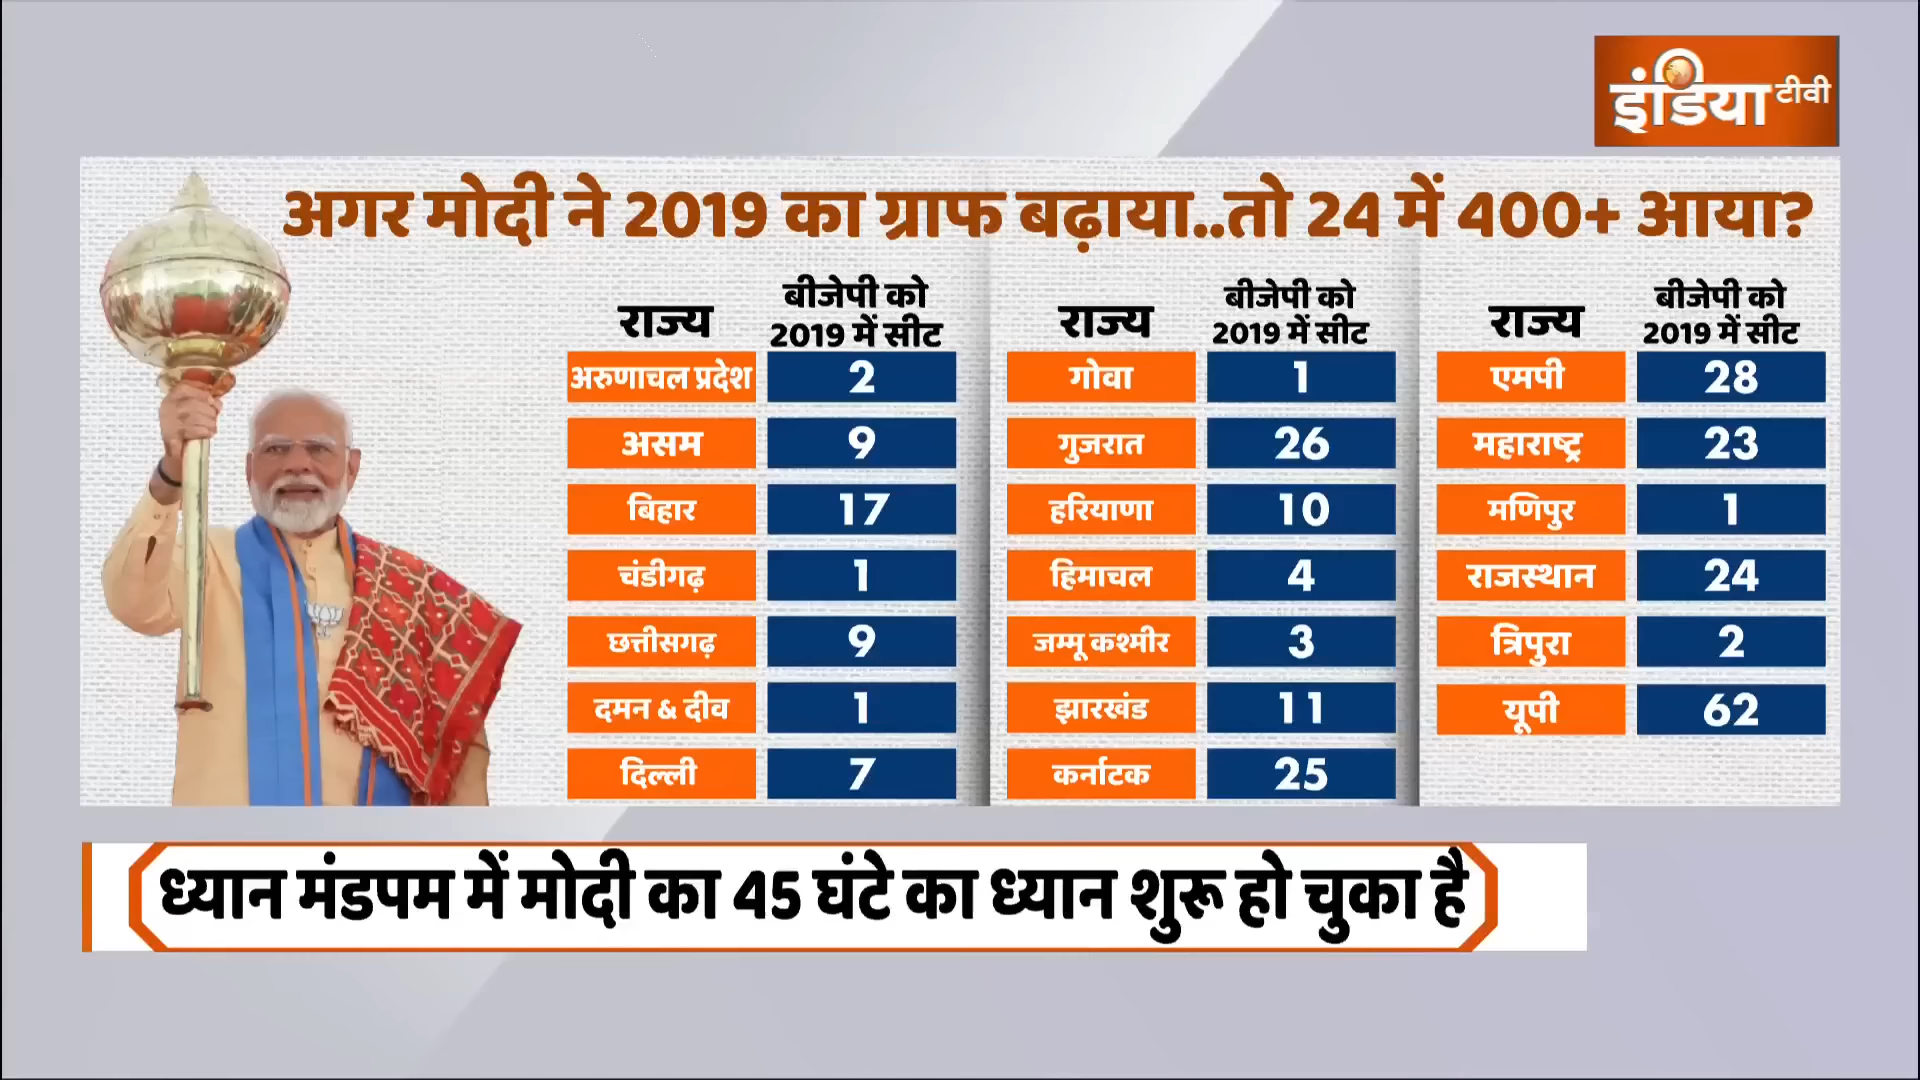 इंडिया टीवी
अगर मोदी ने 2019 का ग्राफ बढ़ाया..तो 24 में 400+ आया?
राज्य
बीजेपी को
2019 में सीट
अरुणाचल प्रदेश 2
असम 9
बिहार 17
चंडीगढ़ 1
छत्तीसगढ़ 9
दमन & दीव 1
दिल्ली 7
राज्य
बीजेपी को
2019 में सीट
गोवा 1
गुजरात 26
हरियाणा 10
हिमाचल 4
जम्मू कश्मीर 3
झारखंड 11
कर्नाटक 25
राज्य
बीजेपी को
2019 में सीट
एमपी 28
महाराष्ट्र 23
मणिपुर 1
राजस्थान 24
त्रिपुरा 2
यूपी 62
ध्यान मंडपम में मोदी का 45 घंटे का ध्यान शुरू हो चुका है